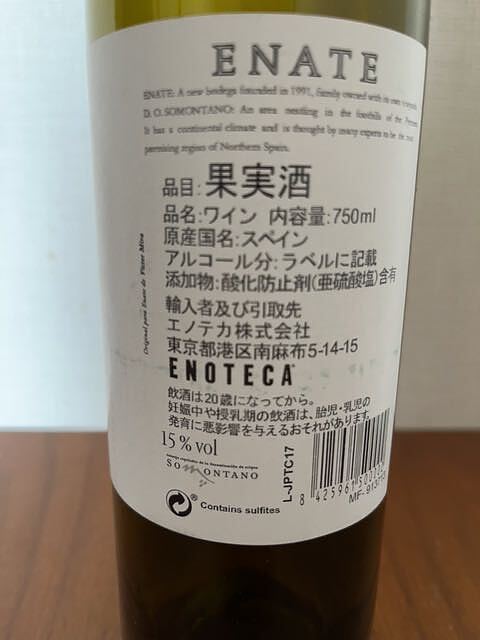 ENATE
ENATE: A new bodega founded in 1991, family owned with its own
D.O. SOMONTANO: An area nestling in the foothills of the
It has a continental climate and is thought by many experts to be the most
region of Northern Spain.
品目:果実酒
品名:ワイン 内容量:750ml
原産国名:スペイン
アルコール分:ラベルに記載
添加物:酸化防止剤(亜硫酸塩)含有
輸入者及び引取先
エノテカ株式会社
東京都港区南麻布5-14-15
ENOTECA
飲酒は20歳になってから。
妊娠中や授乳期の飲酒は、胎児・乳児の
発育に悪影響を与えるおそれがあります。
15 % vol
SOMONTANO
Contains sulfites
L-JPTC17
8 425961